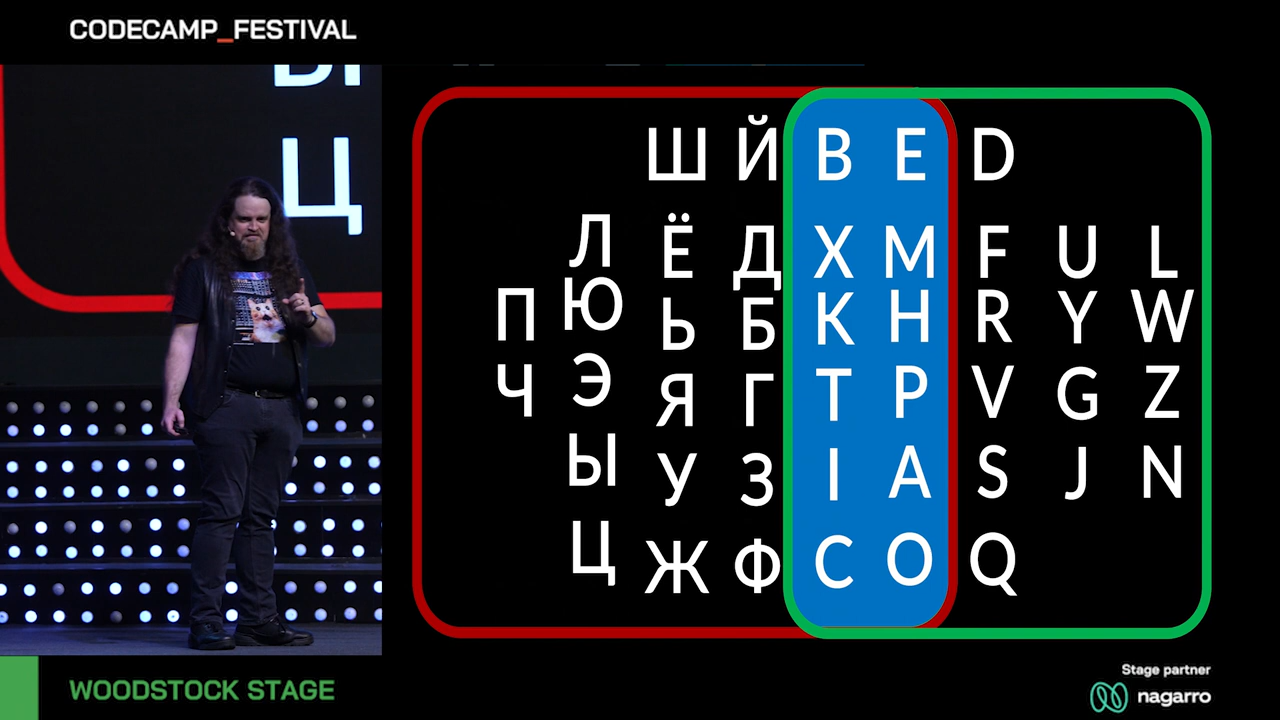 CODECAMP_FESTIVAL
Ц
Ш Й B E D
Л Ё Д X M F U L
П Ю Ь Б K H R Y W
Ч Э Я Г T P V G Z
Ы У З I A S J N
Ц Ж Ф C O Q
WOODSTOCK STAGE
Stage partner
nagarro